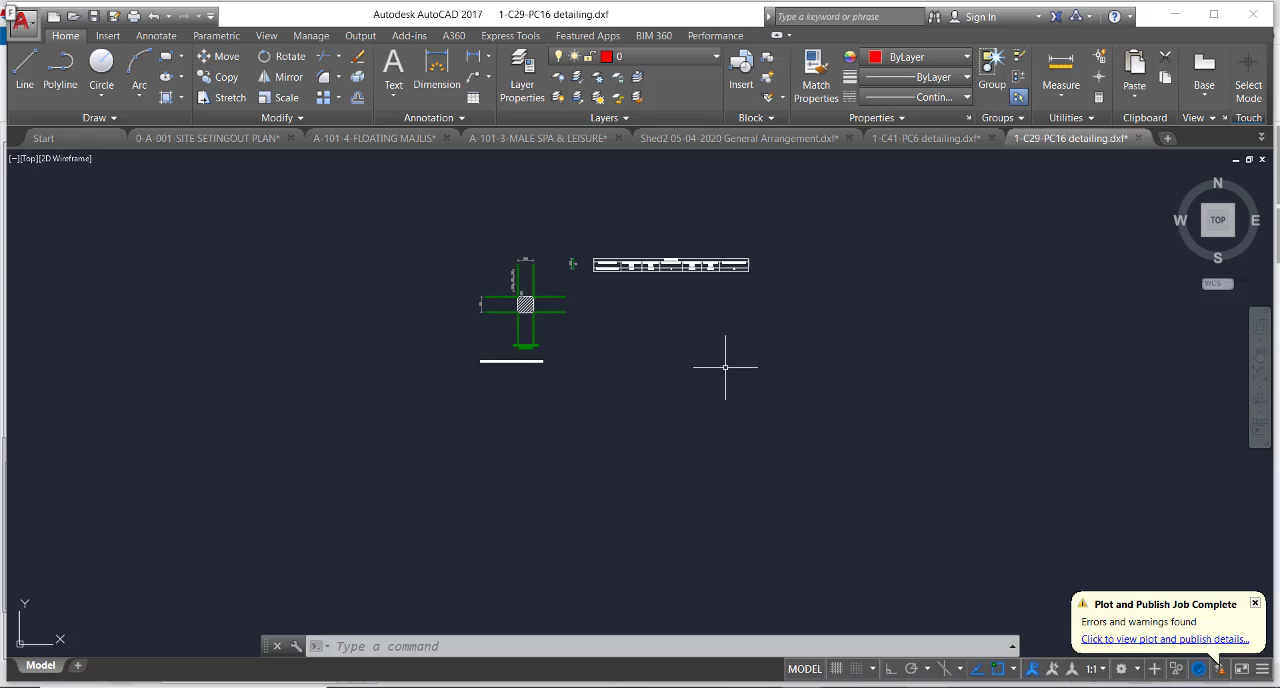 Autodesk AutoCAD 2017 1-C29-PC16 detailing.dxf
Type a keyword or phrase
Sign In
Home Insert Annotate Parametric View Manage Output Add-ins A360 Express Tools Featured Apps BIM 360 Performance
Line
Polyline
Circle
Arc
Move
Copy
Stretch
Rotate
Mirror
Scale
Text
Dimension
Layer
Properties
0
Insert
Match
Properties
ByLayer
ByLayer
Contin...
Group
Measure
Paste
Base
Select
Mode
Draw
Modify
Annotation
Layers
Block
Properties
Groups
Utilities
Clipboard
View
Touch
Start
0-A-001-SITE SETINGOUT PLAN*
A-101-4-FLOATING MAJLIS*
A-101-3-MALE SPA & LEISURE*
Shed2 05-04-2020 General Arrangement.dxf*
1-C41-PC6 detailing.dxf*
1-C29-PC16 detailing.dxf*
[−][Top][2D Wireframe]
N
W
TOP
E
S
WCS
Y
X
Plot and Publish Job Complete
Errors and warnings found
Click to view plot and publish details...
Type a command
Model
MODEL
1:1